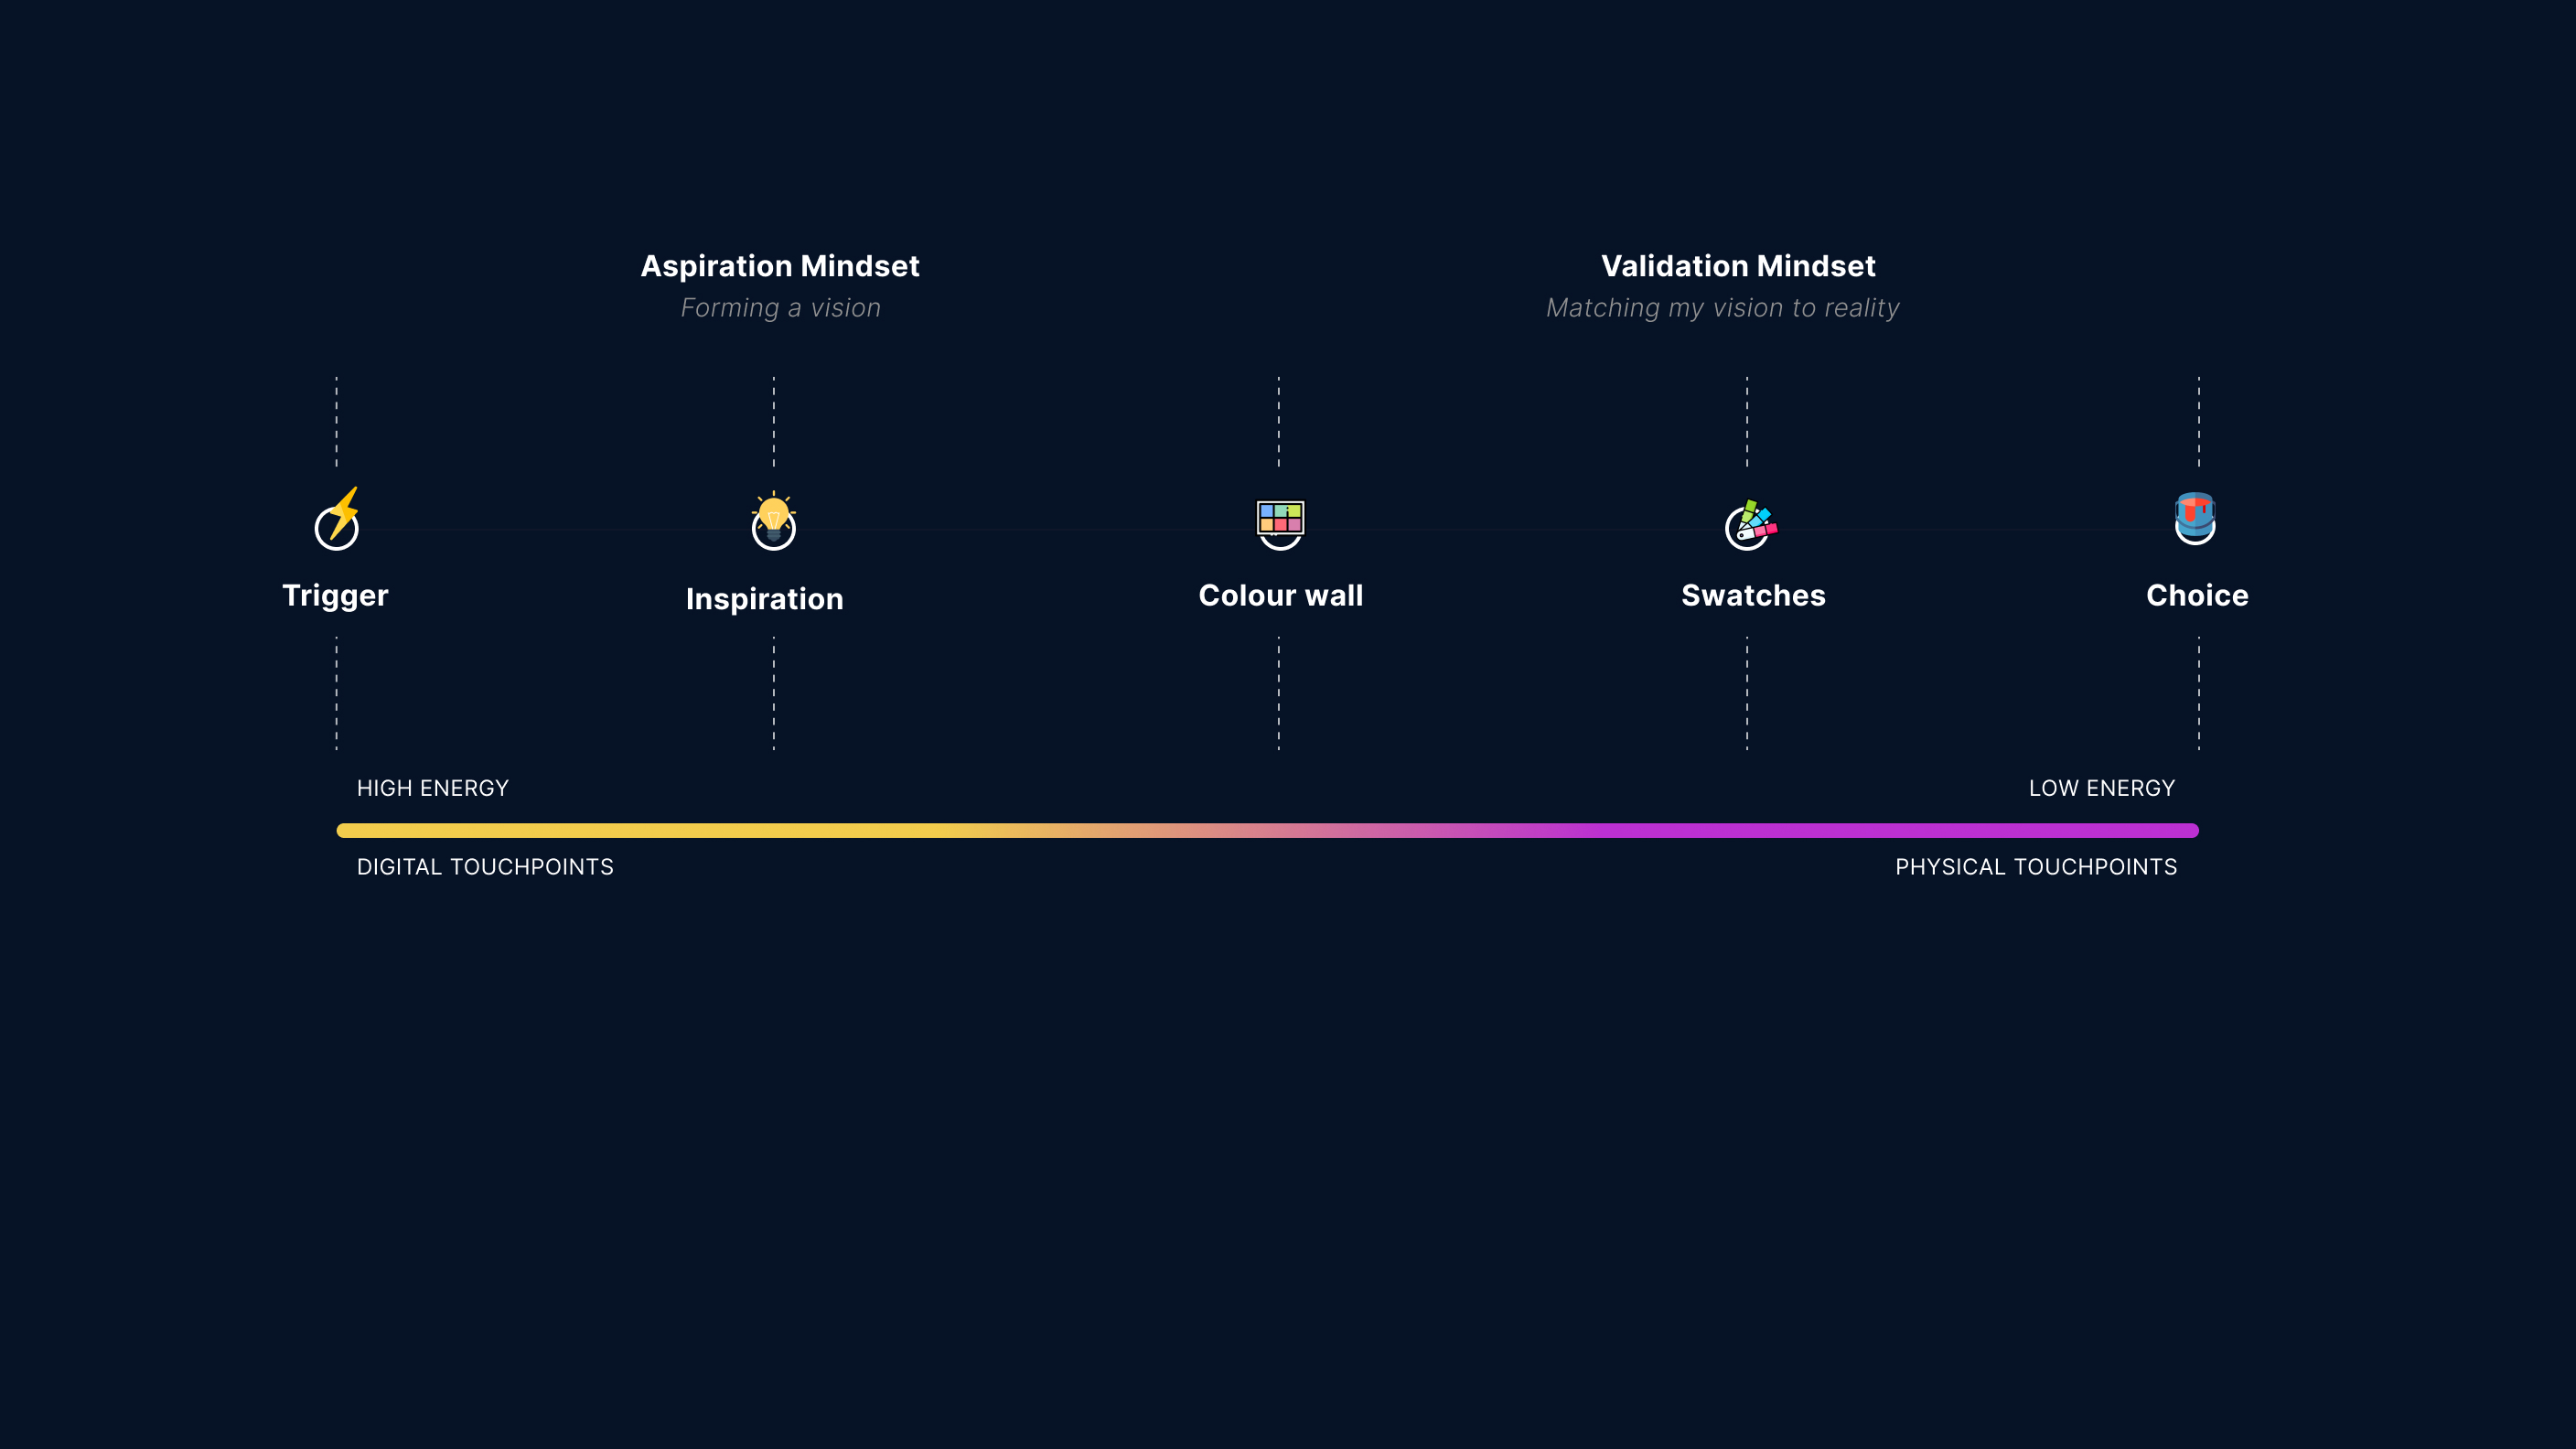 Aspiration Mindset
Forming a vision
Validation Mindset
Matching my vision to reality
Trigger
Inspiration
Colour wall
Swatches
Choice
HIGH ENERGY
LOW ENERGY
DIGITAL TOUCHPOINTS
PHYSICAL TOUCHPOINTS